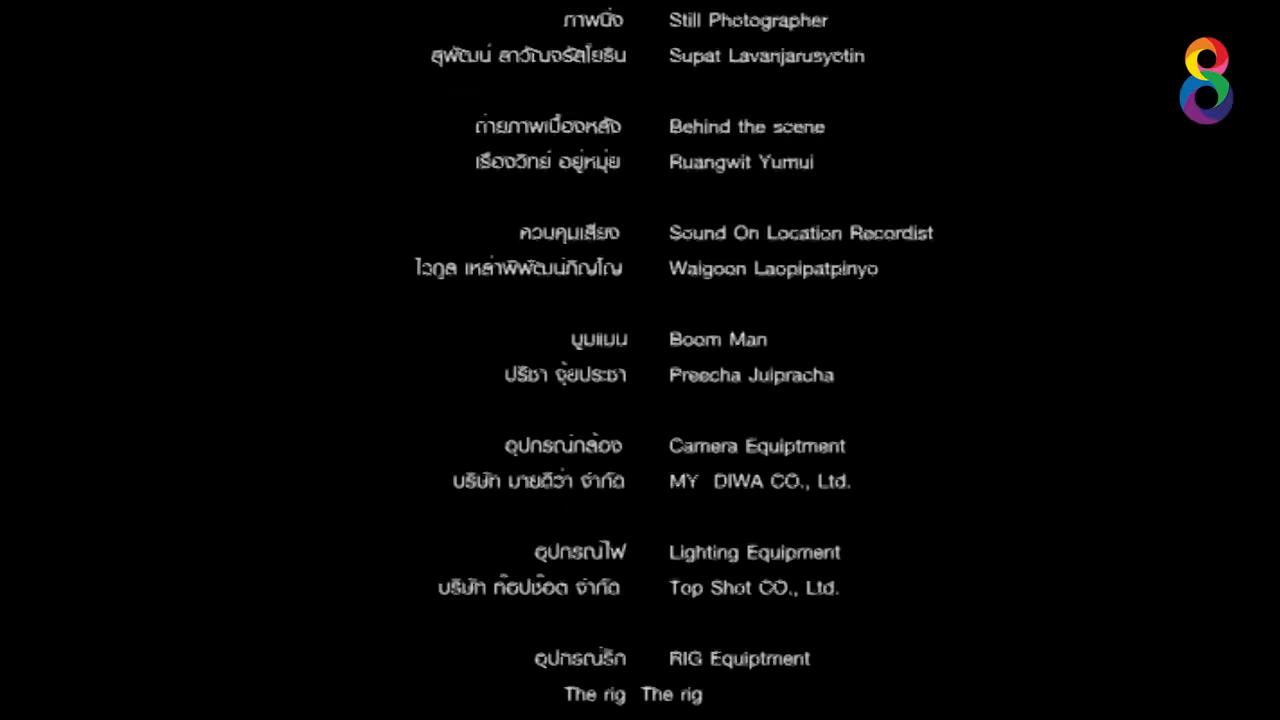 ภาพนิ่ง Still Photographer
สุพัฒน์ ลาวัณจรัสโยธิน Supat Lavanjarusyotin
ถ่ายภาพเบื้องหลัง Behind the scene
เรืองวิทย์ อยู่หมุ่ย Ruangwit Yumui
ควบคุมเสียง Sound On Location Recordist
ไวกูล เหล่าพิพัฒน์ภิญโญ Waigoon Laopipatpinyo
บูมแมน Boom Man
ปรีชา จุ้ยประชา Preecha Juipracha
อุปกรณ์กล้อง Camera Equiptment
บริษัท มายดีว่า จำกัด MY DIWA CO., Ltd.
อุปกรณ์ไฟ Lighting Equipment
บริษัท ท๊อปช๊อต จำกัด Top Shot CO., Ltd.
อุปกรณ์ริก RIG Equiptment
The rig The rig
8